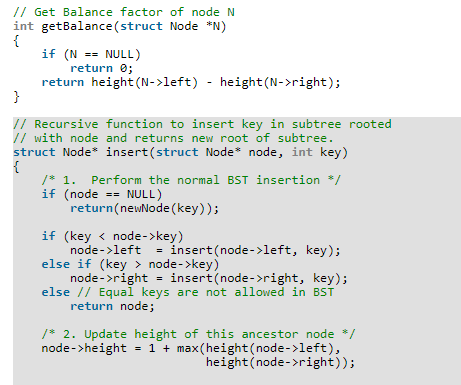 // Get Balance factor of node N
int getBalance(struct Node *N)
{
    if (N == NULL)
        return 0;
    return height(N->left) - height(N->right);
}
// Recursive function to insert key in subtree rooted
// with node and returns new root of subtree.
struct Node* insert(struct Node* node, int key)
{
    /* 1.  Perform the normal BST insertion */
    if (node == NULL)
        return(newNode(key));
    if (key < node->key)
        node->left  = insert(node->left, key);
    else if (key > node->key)
        node->right = insert(node->right, key);
    else // Equal keys are not allowed in BST
        return node;
    /* 2. Update height of this ancestor node */
    node->height = 1 + max(height(node->left),
                        height(node->right));